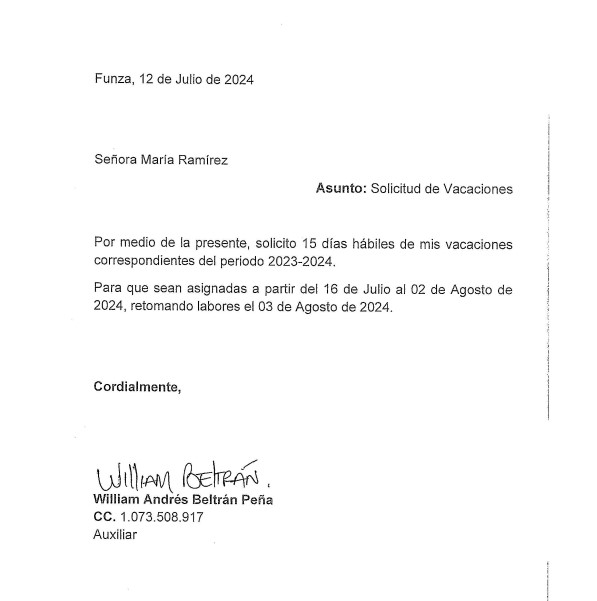 Funza, 12 de Julio de 2024
Señora María Ramírez
Asunto: Solicitud de Vacaciones
Por medio de la presente, solicito 15 días hábiles de mis vacaciones
correspondientes del periodo 2023-2024.
Para que sean asignadas a partir del 16 de Julio al 02 de Agosto de
2024, retomando labores el 03 de Agosto de 2024.
Cordialmente,
William Beltrán.
William Andrés Beltrán Peña
CC. 1.073.508.917
Auxiliar